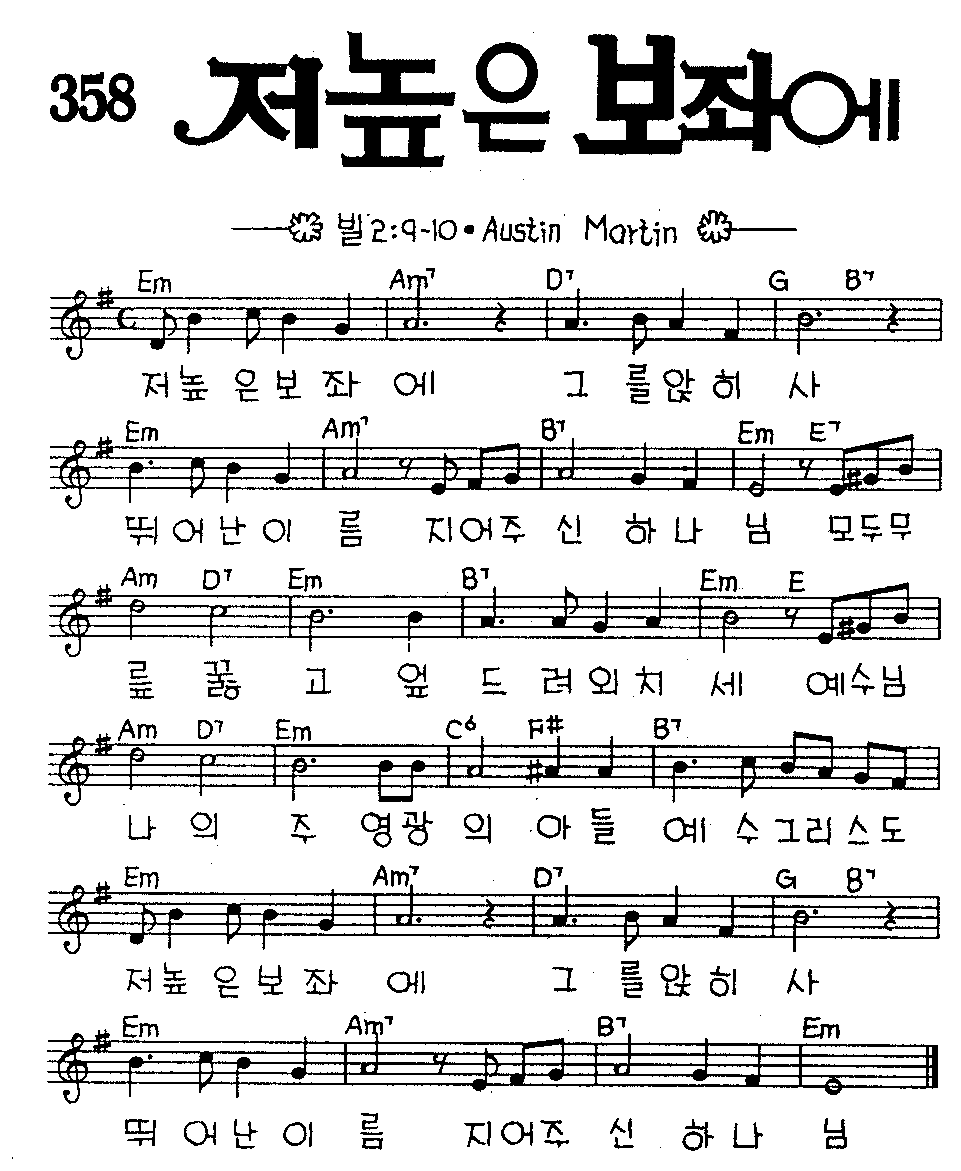 358 저높은 보좌에
빌2:9-10 • Austin Martin
Em Am7 D7 G B7
저높 은보 좌 에 그 를앉 히 사
Em Am7 B7 Em E7
뛰 어난이 름 지어주 신 하나 님 모두무
Am D7 Em B7 Em E
릎 꿇 고 엎 드 려외치 세 예수님
Am D7 Em C6 F# B7
나 의 주 영광 의 아 들 예 수그리스도
Em Am7 D7 G B7
저높 은보 좌 에 그 를앉 히 사
Em Am7 B7 Em
뛰 어난이 름 지어주 신 하나 님